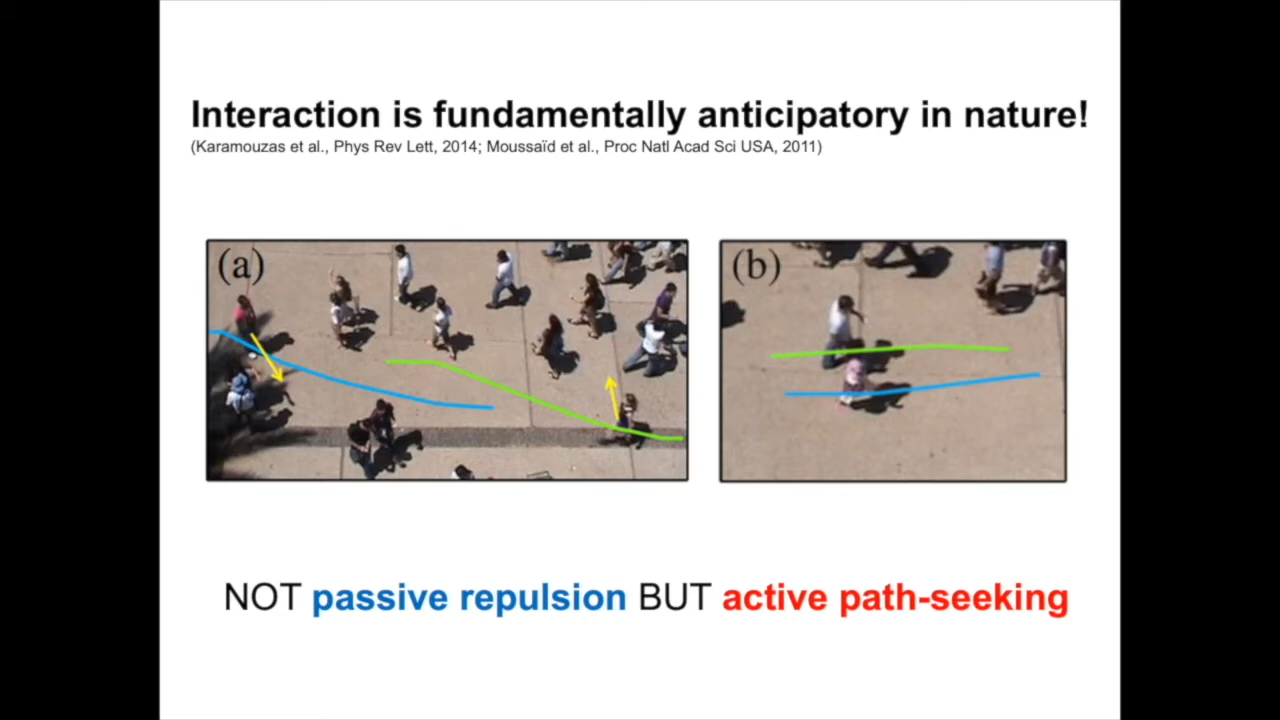 Interaction is fundamentally anticipatory in nature!
(Karamouzas et al., Phys Rev Lett, 2014; Moussaïd et al., Proc Natl Acad Sci USA, 2011)
(a)
(b)
NOT passive repulsion BUT active path-seeking